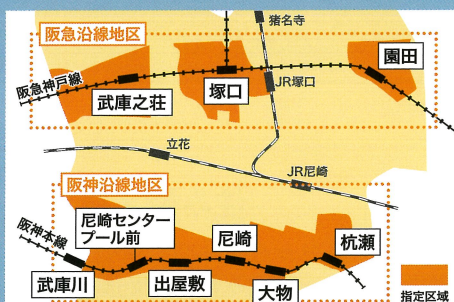 阪急沿線地区
猪名寺
園田
阪急神戸線
武庫之荘
塚口
JR塚口
立花
JR尼崎
阪神沿線地区
尼崎センター
プール前
尼崎
杭瀬
阪神本線
武庫川
出屋敷
大物
指定区域